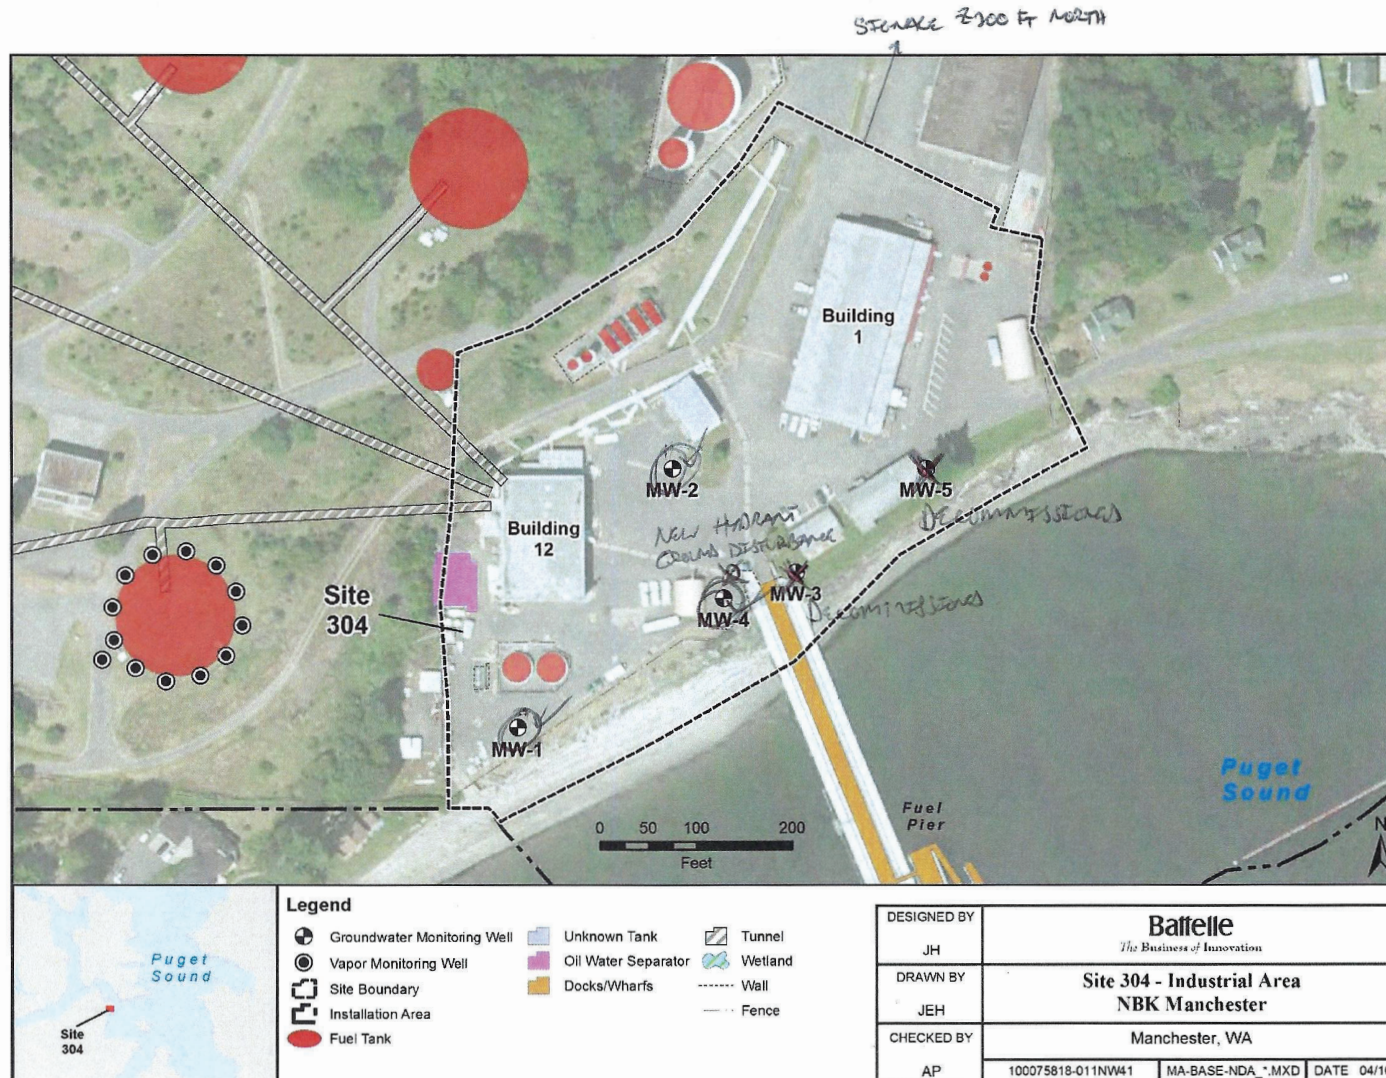 SIGNAGE ≈200 FT NORTH
Building
1
MW-2
MW-5
DECOMMISSIONED
Building
12
NEW HYDRANT
GROUND DISTURBANCE
Site
304
MW-3
DECOMMISSIONED
MW-4
MW-1
Puget
Sound
Fuel
Pier
0 50 100 200
Feet
N
Puget
Sound
Site
304
Legend
Groundwater Monitoring Well
Vapor Monitoring Well
Site Boundary
Installation Area
Fuel Tank
Unknown Tank
Oil Water Separator
Docks/Wharfs
Tunnel
Wetland
Wall
Fence
DESIGNED BY
JH
DRAWN BY
JEH
CHECKED BY
AP
Battelle
The Business of Innovation
Site 304 - Industrial Area
NBK Manchester
Manchester, WA
100075818-011NW41 MA-BASE-NDA_*.MXD DATE 04/10